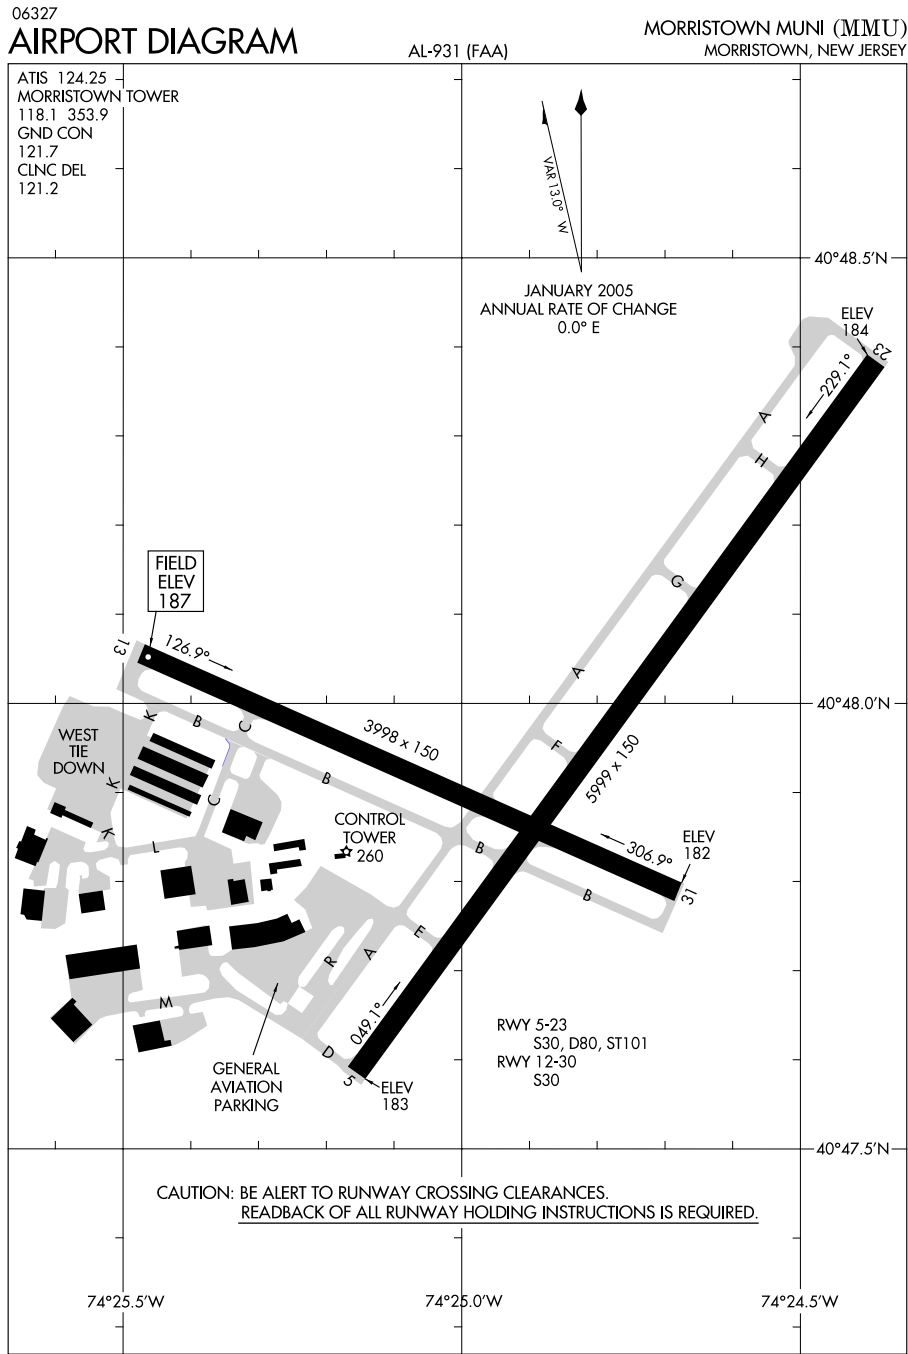 06327
AIRPORT DIAGRAM
AL-931 (FAA)
MORRISTOWN MUNI (MMU)
MORRISTOWN, NEW JERSEY
ATIS 124.25
MORRISTOWN TOWER
118.1 353.9
GND CON
121.7
CLNC DEL
121.2
VAR 13.0° W
JANUARY 2005
ANNUAL RATE OF CHANGE
0.0° E
40°48.5'N
ELEV
184
23
229.1°
A
H
G
FIELD
ELEV
187
13
126.9°
A
K
B
C
3998 x 150
40°48.0'N
WEST
TIE
DOWN
F
5999 x 150
B
K
C
K
L
CONTROL
TOWER
260
B
306.9°
ELEV
182
B
31
E
A
R
M
049.1°
D
5
GENERAL
AVIATION
PARKING
ELEV
183
RWY 5-23
S30, D80, ST101
RWY 12-30
S30
40°47.5'N
CAUTION: BE ALERT TO RUNWAY CROSSING CLEARANCES.
READBACK OF ALL RUNWAY HOLDING INSTRUCTIONS IS REQUIRED.
74°25.5'W
74°25.0'W
74°24.5'W